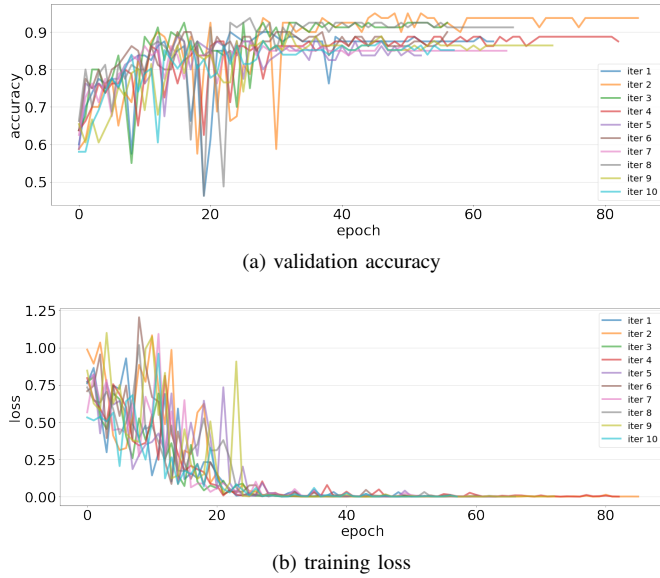 0.9
0.8
0.7
0.6
0.5
accuracy
0 20 40 60 80
epoch
iter 1
iter 2
iter 3
iter 4
iter 5
iter 6
iter 7
iter 8
iter 9
iter 10
(a) validation accuracy
1.25
1.00
0.75
0.50
0.25
0.00
loss
0 20 40 60 80
epoch
iter 1
iter 2
iter 3
iter 4
iter 5
iter 6
iter 7
iter 8
iter 9
iter 10
(b) training loss